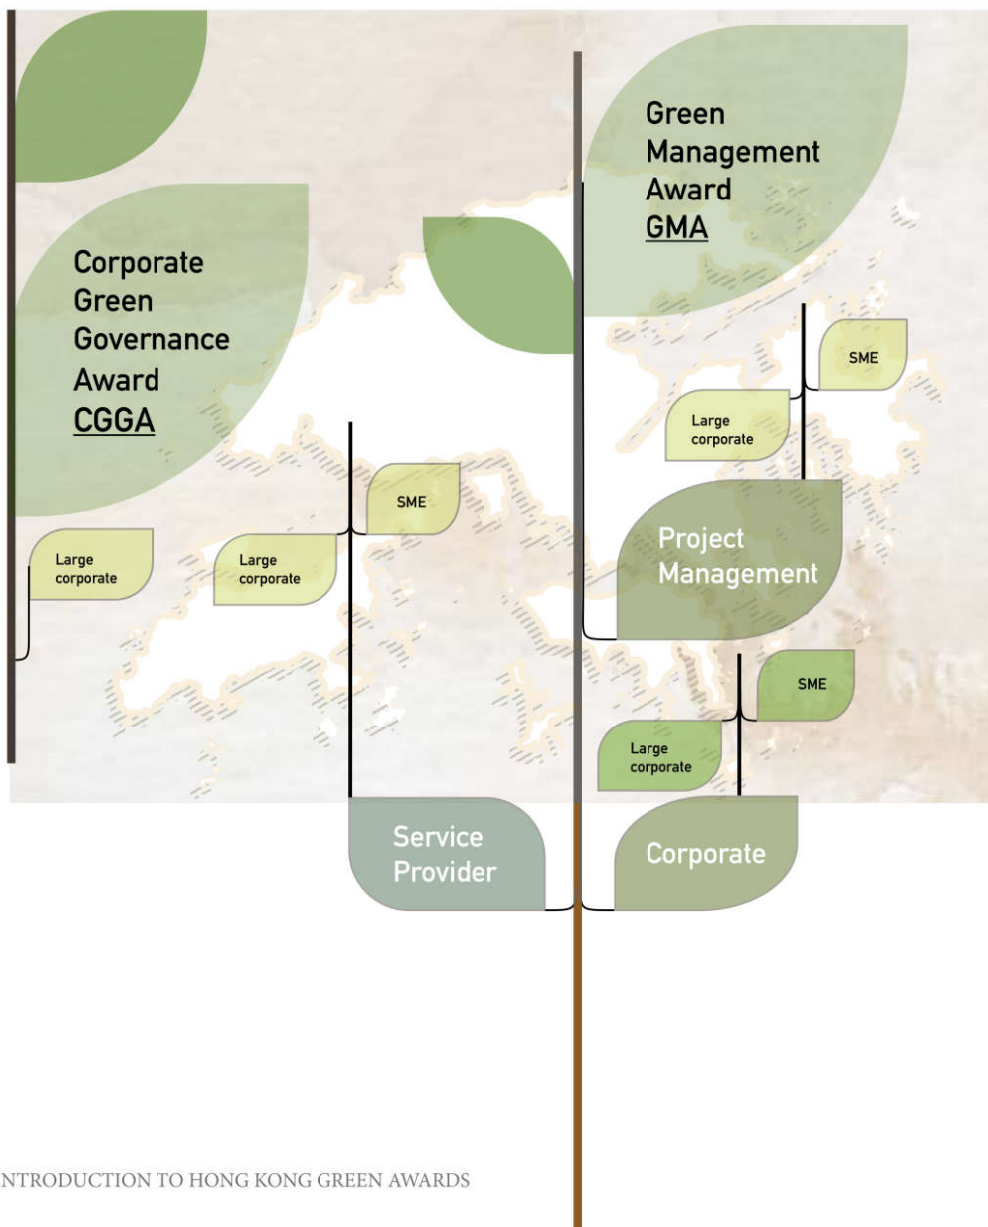 Corporate
Green
Governance
Award
CGGA
Large
corporate
Green
Management
Award
GMA
SME
Large
corporate
Project
Management
SME
Large
corporate
SME
Large
corporate
Service
Provider
Corporate
NTRODUCTION TO HONG KONG GREEN AWARDS